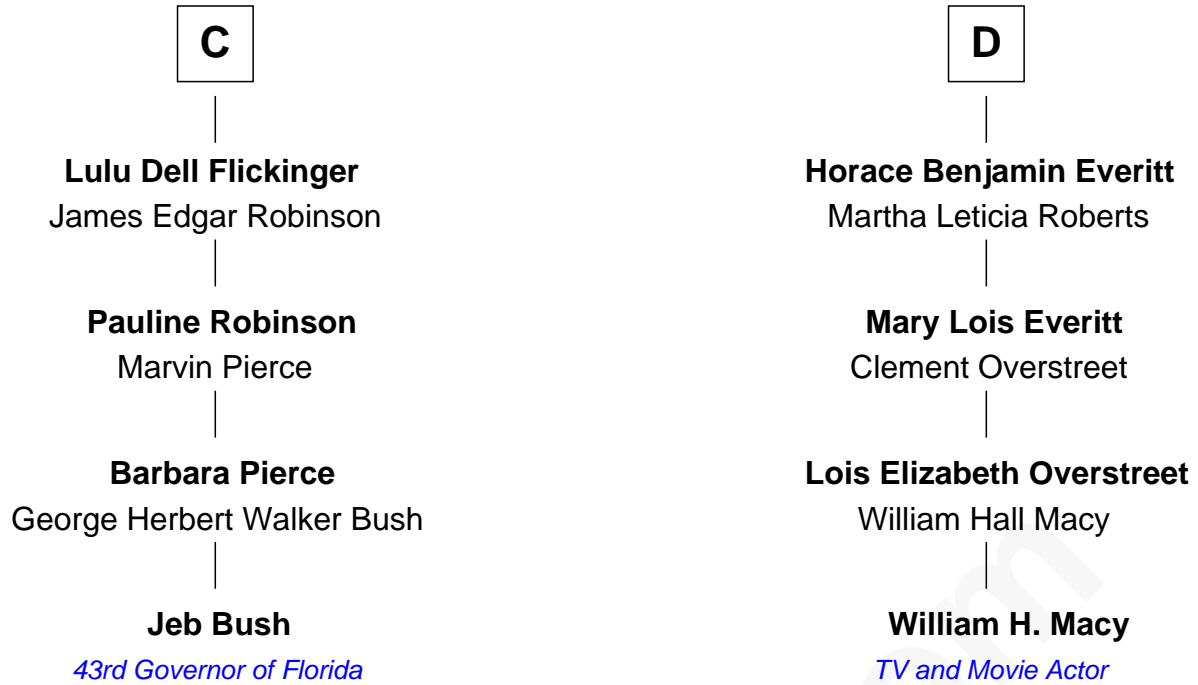 C
Lulu Dell Flickinger
James Edgar Robinson
Pauline Robinson
Marvin Pierce
Barbara Pierce
George Herbert Walker Bush
Jeb Bush
43rd Governor of Florida
D
Horace Benjamin Everitt
Martha Leticia Roberts
Mary Lois Everitt
Clement Overstreet
Lois Elizabeth Overstreet
William Hall Macy
William H. Macy
TV and Movie Actor